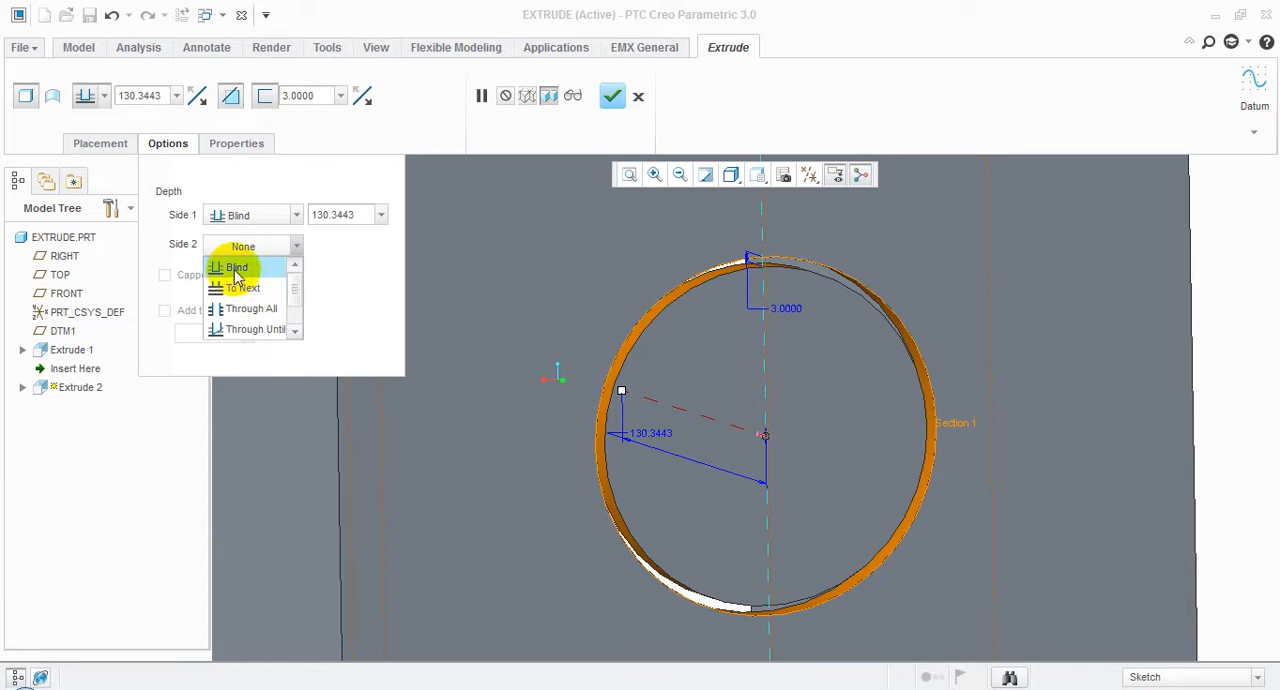 EXTRUDE (Active) - PTC Creo Parametric 3.0
File Model Analysis Annotate Render Tools View Flexible Modeling Applications EMX General Extrude
130.3443 3.0000
Datum
Placement Options Properties
Depth
Side 1 Blind 130.3443
Side 2 None
Blind
To Next
Through All
Through Until
Capp
Add t
Model Tree
EXTRUDE.PRT
RIGHT
TOP
FRONT
PRT_CSYS_DEF
DTM1
Extrude 1
Insert Here
Extrude 2
3.0000
Section 1
130.3443
Sketch